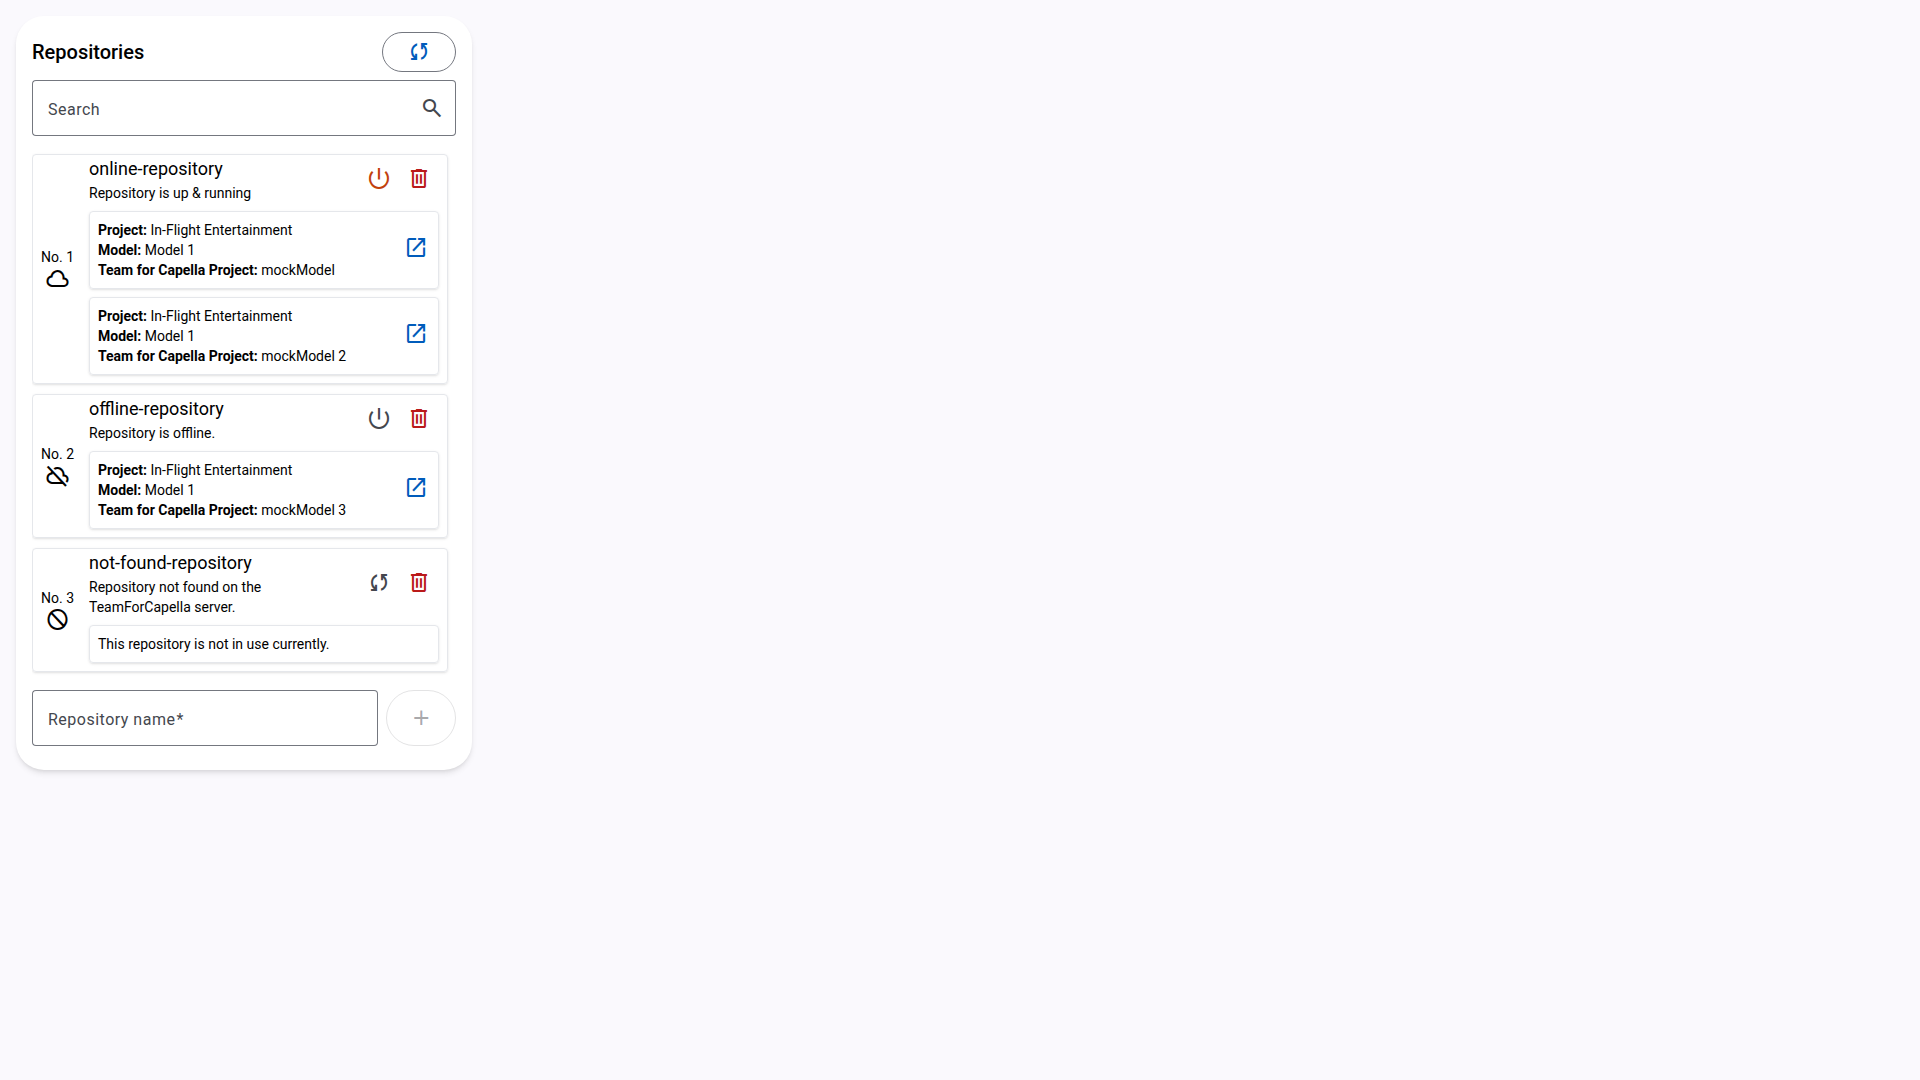 Repositories
Search
online-repository
Repository is up & running
No. 1
Project: In-Flight Entertainment
Model: Model 1
Team for Capella Project: mockModel
Project: In-Flight Entertainment
Model: Model 1
Team for Capella Project: mockModel 2
offline-repository
Repository is offline.
No. 2
Project: In-Flight Entertainment
Model: Model 1
Team for Capella Project: mockModel 3
not-found-repository
Repository not found on the
TeamForCapella server.
No. 3
This repository is not in use currently.
Repository name*